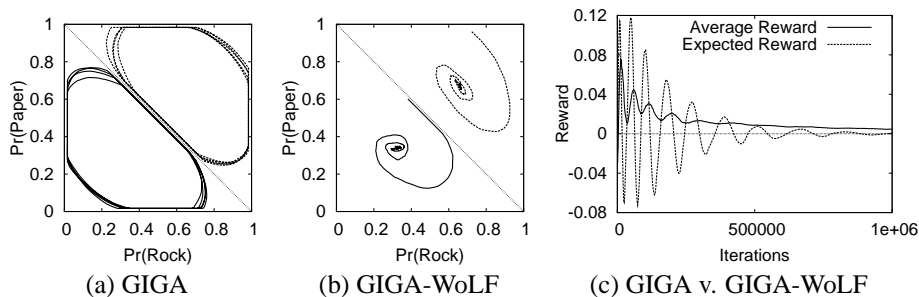 1
0.8
0.6
0.4
0.2
0
Pr(Paper)
0 0.2 0.4 0.6 0.8 1
Pr(Rock)
(a) GIGA
1
0.8
0.6
0.4
0.2
0
Pr(Paper)
0 0.2 0.4 0.6 0.8 1
Pr(Rock)
(b) GIGA-WoLF
0.12
0.08
0.04
0
-0.04
-0.08
Reward
Average Reward
Expected Reward
0 500000 1e+06
Iterations
(c) GIGA v. GIGA-WoLF